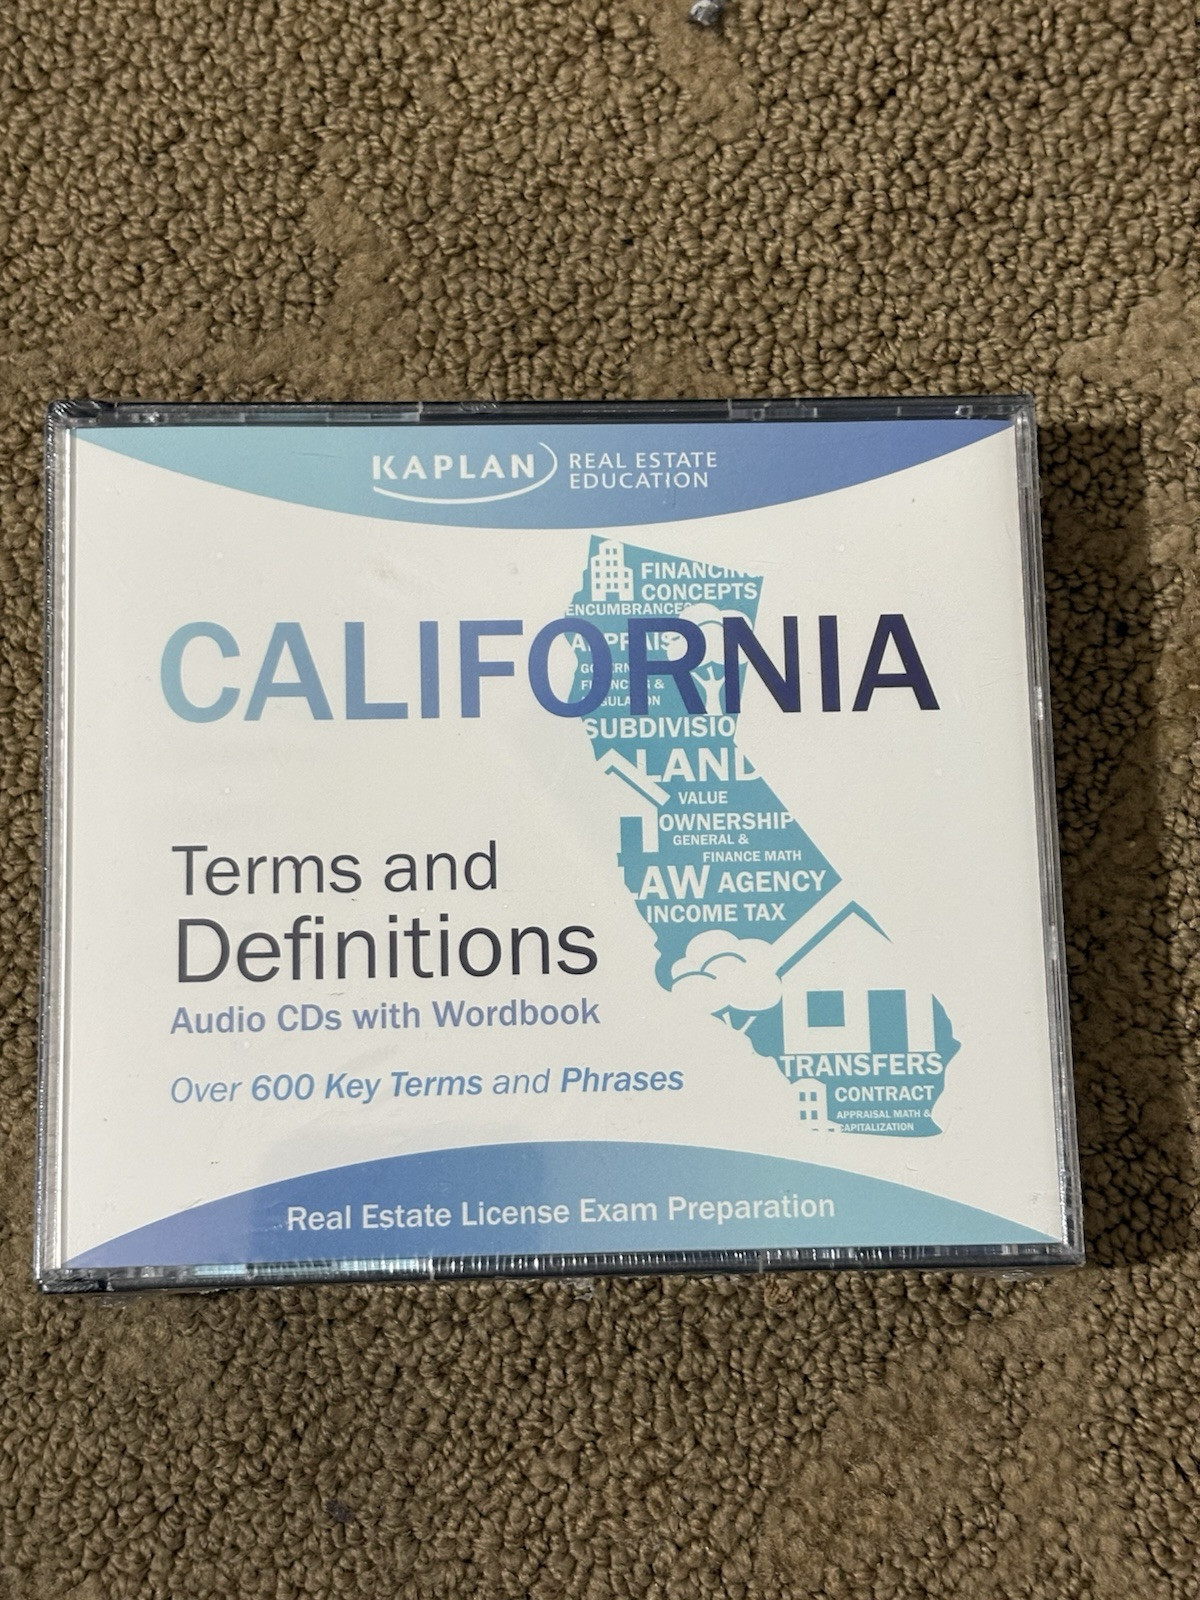 KAPLAN
REAL ESTATE
EDUCATION
FINANCING
CONCEPTS
ENCUMBRANCES
CALIFORNIA
SUBDIVISIO
LAND
VALUE
OWNERSHIP
GENERAL &
FINANCE MATH
LAW AGENCY
INCOME TAX
Terms and
Definitions
Audio CDs with Wordbook
Over 600 Key Terms and Phrases
TRANSFERS
CONTRACT
APPRAISAL MATH &
CAPITALIZATION
Real Estate License Exam Preparation